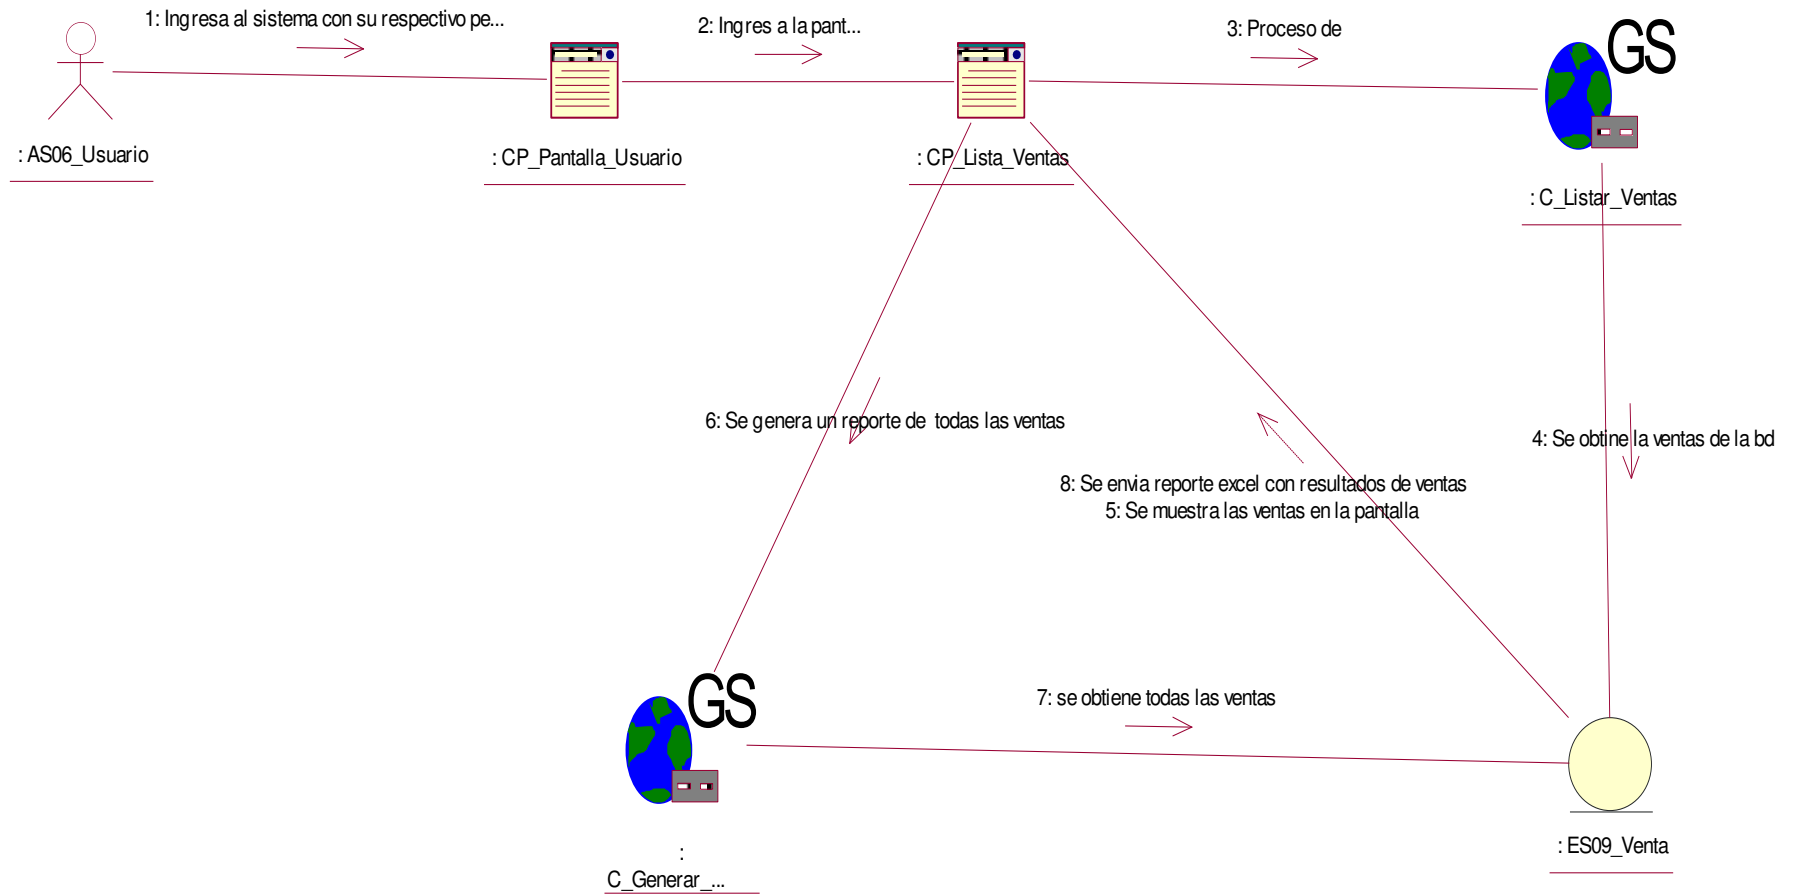 1: Ingresa al sistema con su respectivo pe...
2: Ingres a la pant...
3: Proceso de
GS
: AS06_Usuario
: CP_Pantalla_Usuario
: CP_Lista_Ventas
: C_Listar_Ventas
6: Se genera un reporte de todas las ventas
4: Se obtine la ventas de la bd
8: Se envia reporte excel con resultados de ventas
5: Se muestra las ventas en la pantalla
GS
7: se obtiene todas las ventas
:
C_Generar_...
: ES09_Venta